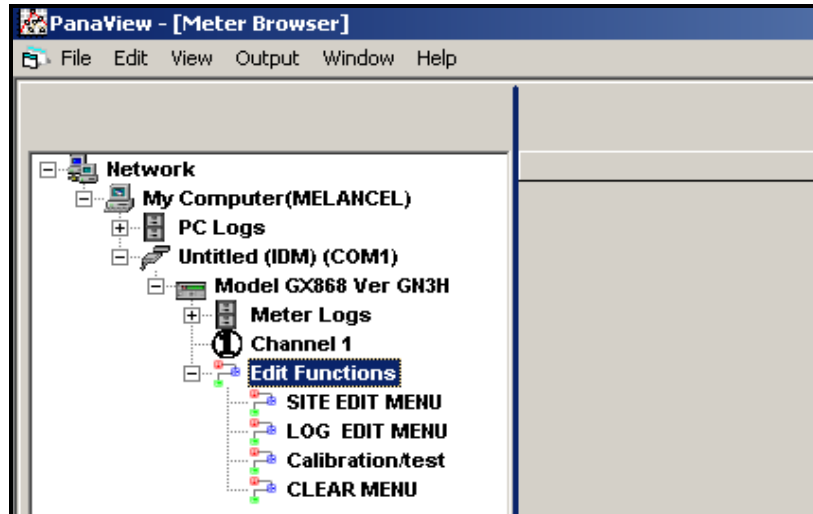 PanaView - [Meter Browser]
File Edit View Output Window Help
Network
My Computer(MELANCEL)
PC Logs
Untitled (IDM) (COM1)
Model GX868 Ver GN3H
Meter Logs
1 Channel 1
Edit Functions
SITE EDIT MENU
LOG  EDIT MENU
Calibration/test
CLEAR MENU